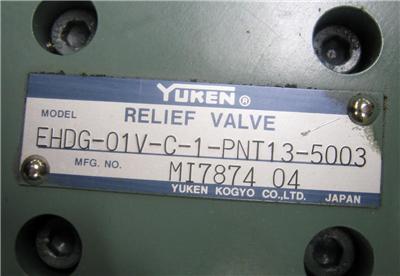 YUKEN ®
MODEL RELIEF VALVE
EHDG-01V-C-1-PNT13-5003
MFG. NO. MI7874 04
YUKEN KOGYO CO.,LTD. JAPAN